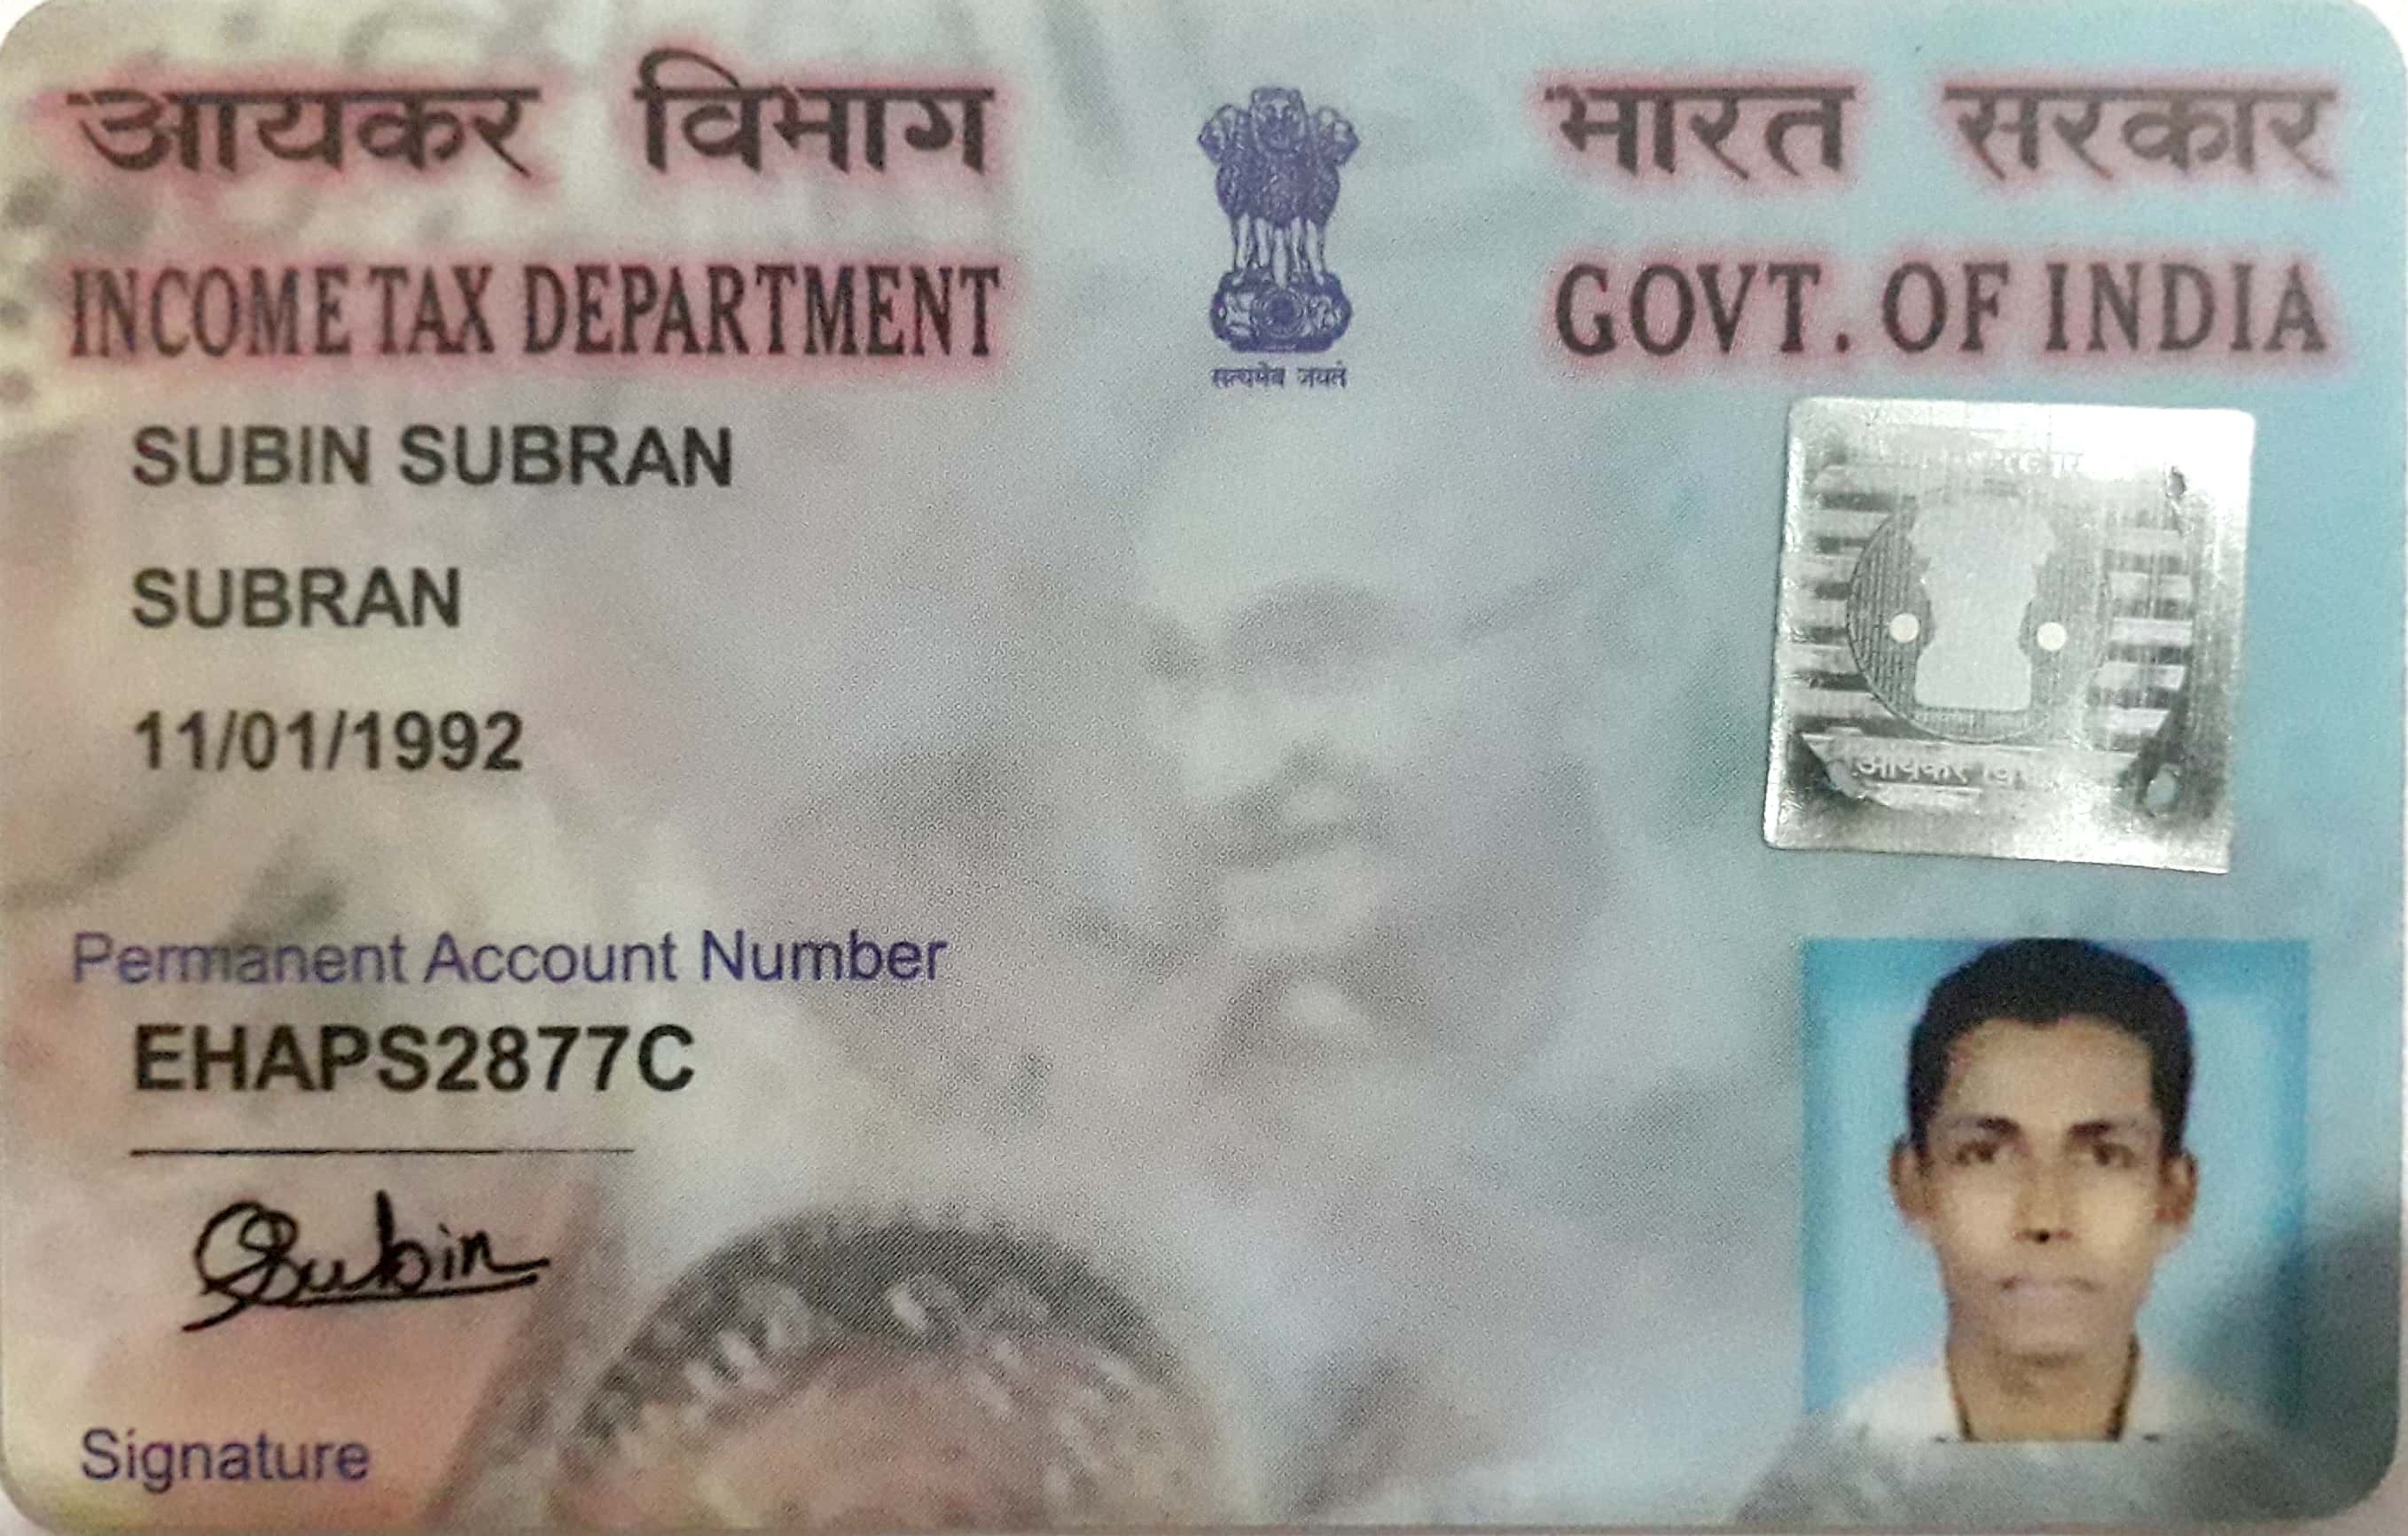 आयकर विभाग
भारत सरकार
INCOME TAX DEPARTMENT
GOVT. OF INDIA
सत्यमेव जयते
SUBIN SUBRAN
SUBRAN
11/01/1992
Permanent Account Number
EHAPS2877C
Subin
Signature
आयकर